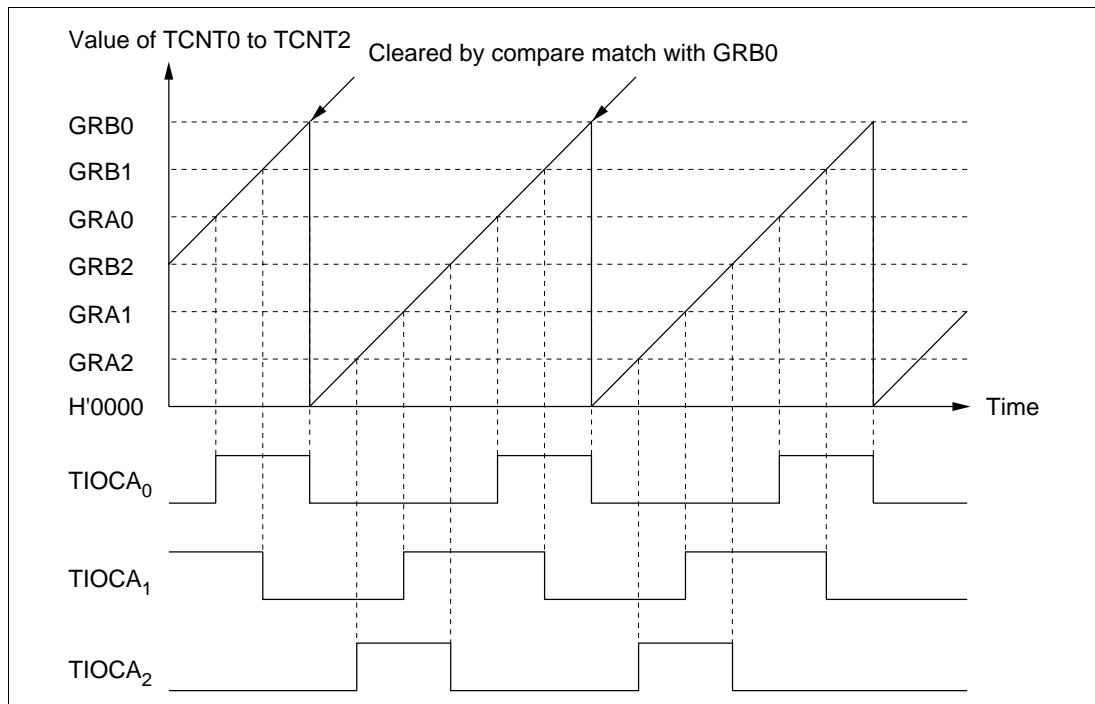 Value of TCNT0 to TCNT2
Cleared by compare match with GRB0
GRB0
GRB1
GRA0
GRB2
GRA1
GRA2
H'0000
Time
TIOCA0
TIOCA1
TIOCA2